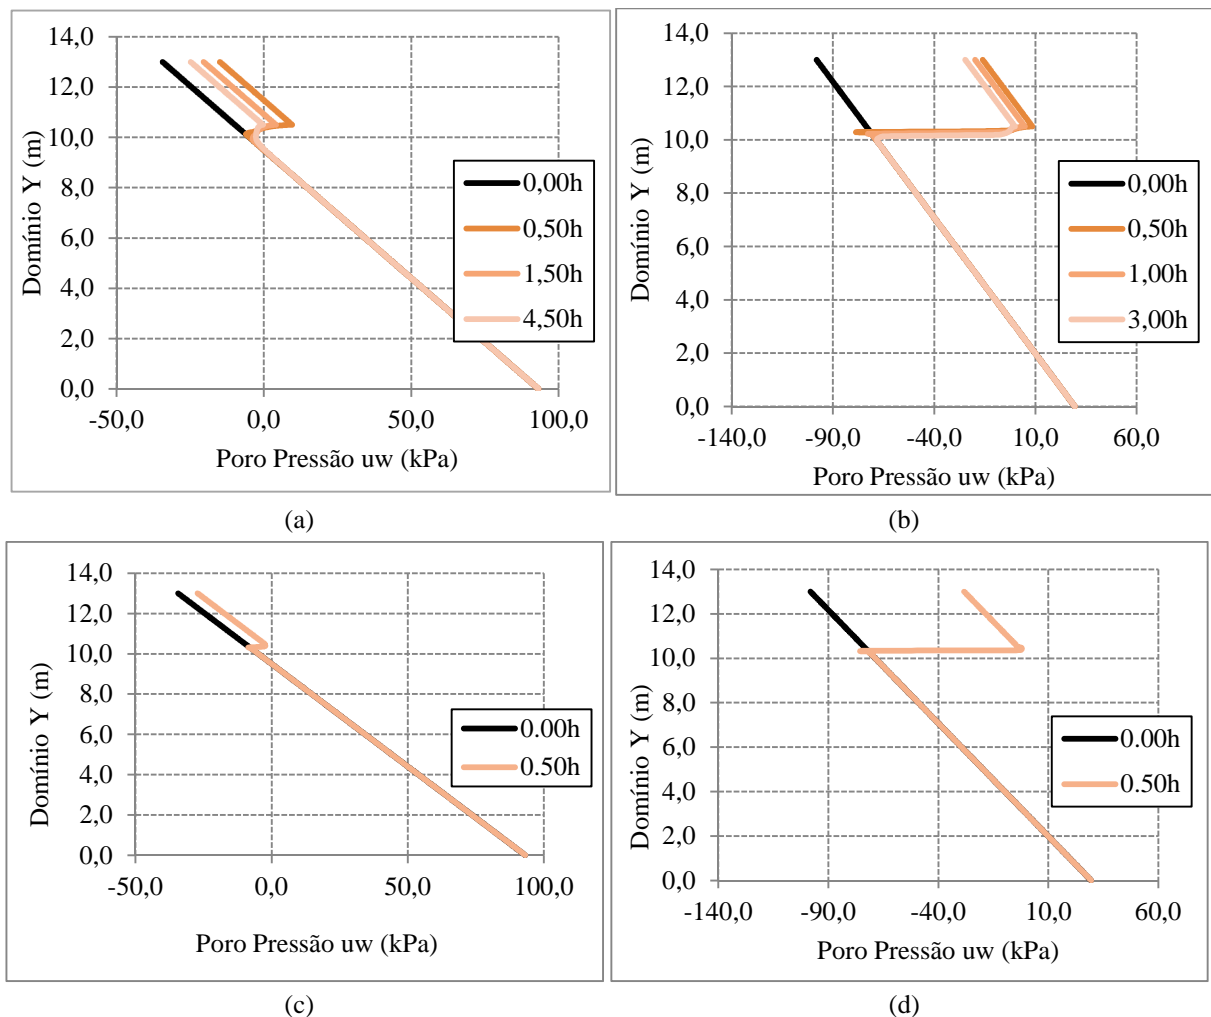 14,0
12,0
10,0
8,0
6,0
4,0
2,0
0,0
Domínio Y (m)
-50,0
0,0
50,0
100,0
Poro Pressão uw (kPa)
0,00h
0,50h
1,50h
4,50h
(a)
14,0
12,0
10,0
8,0
6,0
4,0
2,0
0,0
Domínio Y (m)
-140,0
-90,0
-40,0
10,0
60,0
Poro Pressão uw (kPa)
0,00h
0,50h
1,00h
3,00h
(b)
14,0
12,0
10,0
8,0
6,0
4,0
2,0
0,0
Domínio Y (m)
-50,0
0,0
50,0
100,0
Poro Pressão uw (kPa)
0.00h
0.50h
(c)
14,0
12,0
10,0
8,0
6,0
4,0
2,0
0,0
Domínio Y (m)
-140,0
-90,0
-40,0
10,0
60,0
Poro Pressão uw (kPa)
0.00h
0.50h
(d)